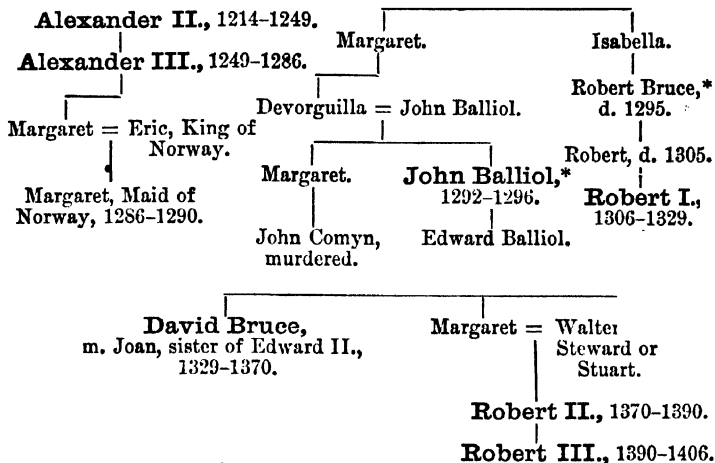 Alexander II., 1214–1249.
Margaret.
Isabella.
Alexander III., 1249–1286.
Robert Bruce,*
d. 1295.
Devorguilla = John Balliol.
Margaret = Eric, King of
Norway.
Robert, d. 1305.
Margaret.
John Balliol,*
1292–1296.
Robert I.,
1306–1329.
Margaret, Maid of
Norway, 1286–1290.
John Comyn,
murdered.
Edward Balliol.
David Bruce,
m. Joan, sister of Edward II.,
1329–1370.
Margaret = Walter
Steward or
Stuart.
Robert II., 1370–1390.
Robert III., 1390–1406.